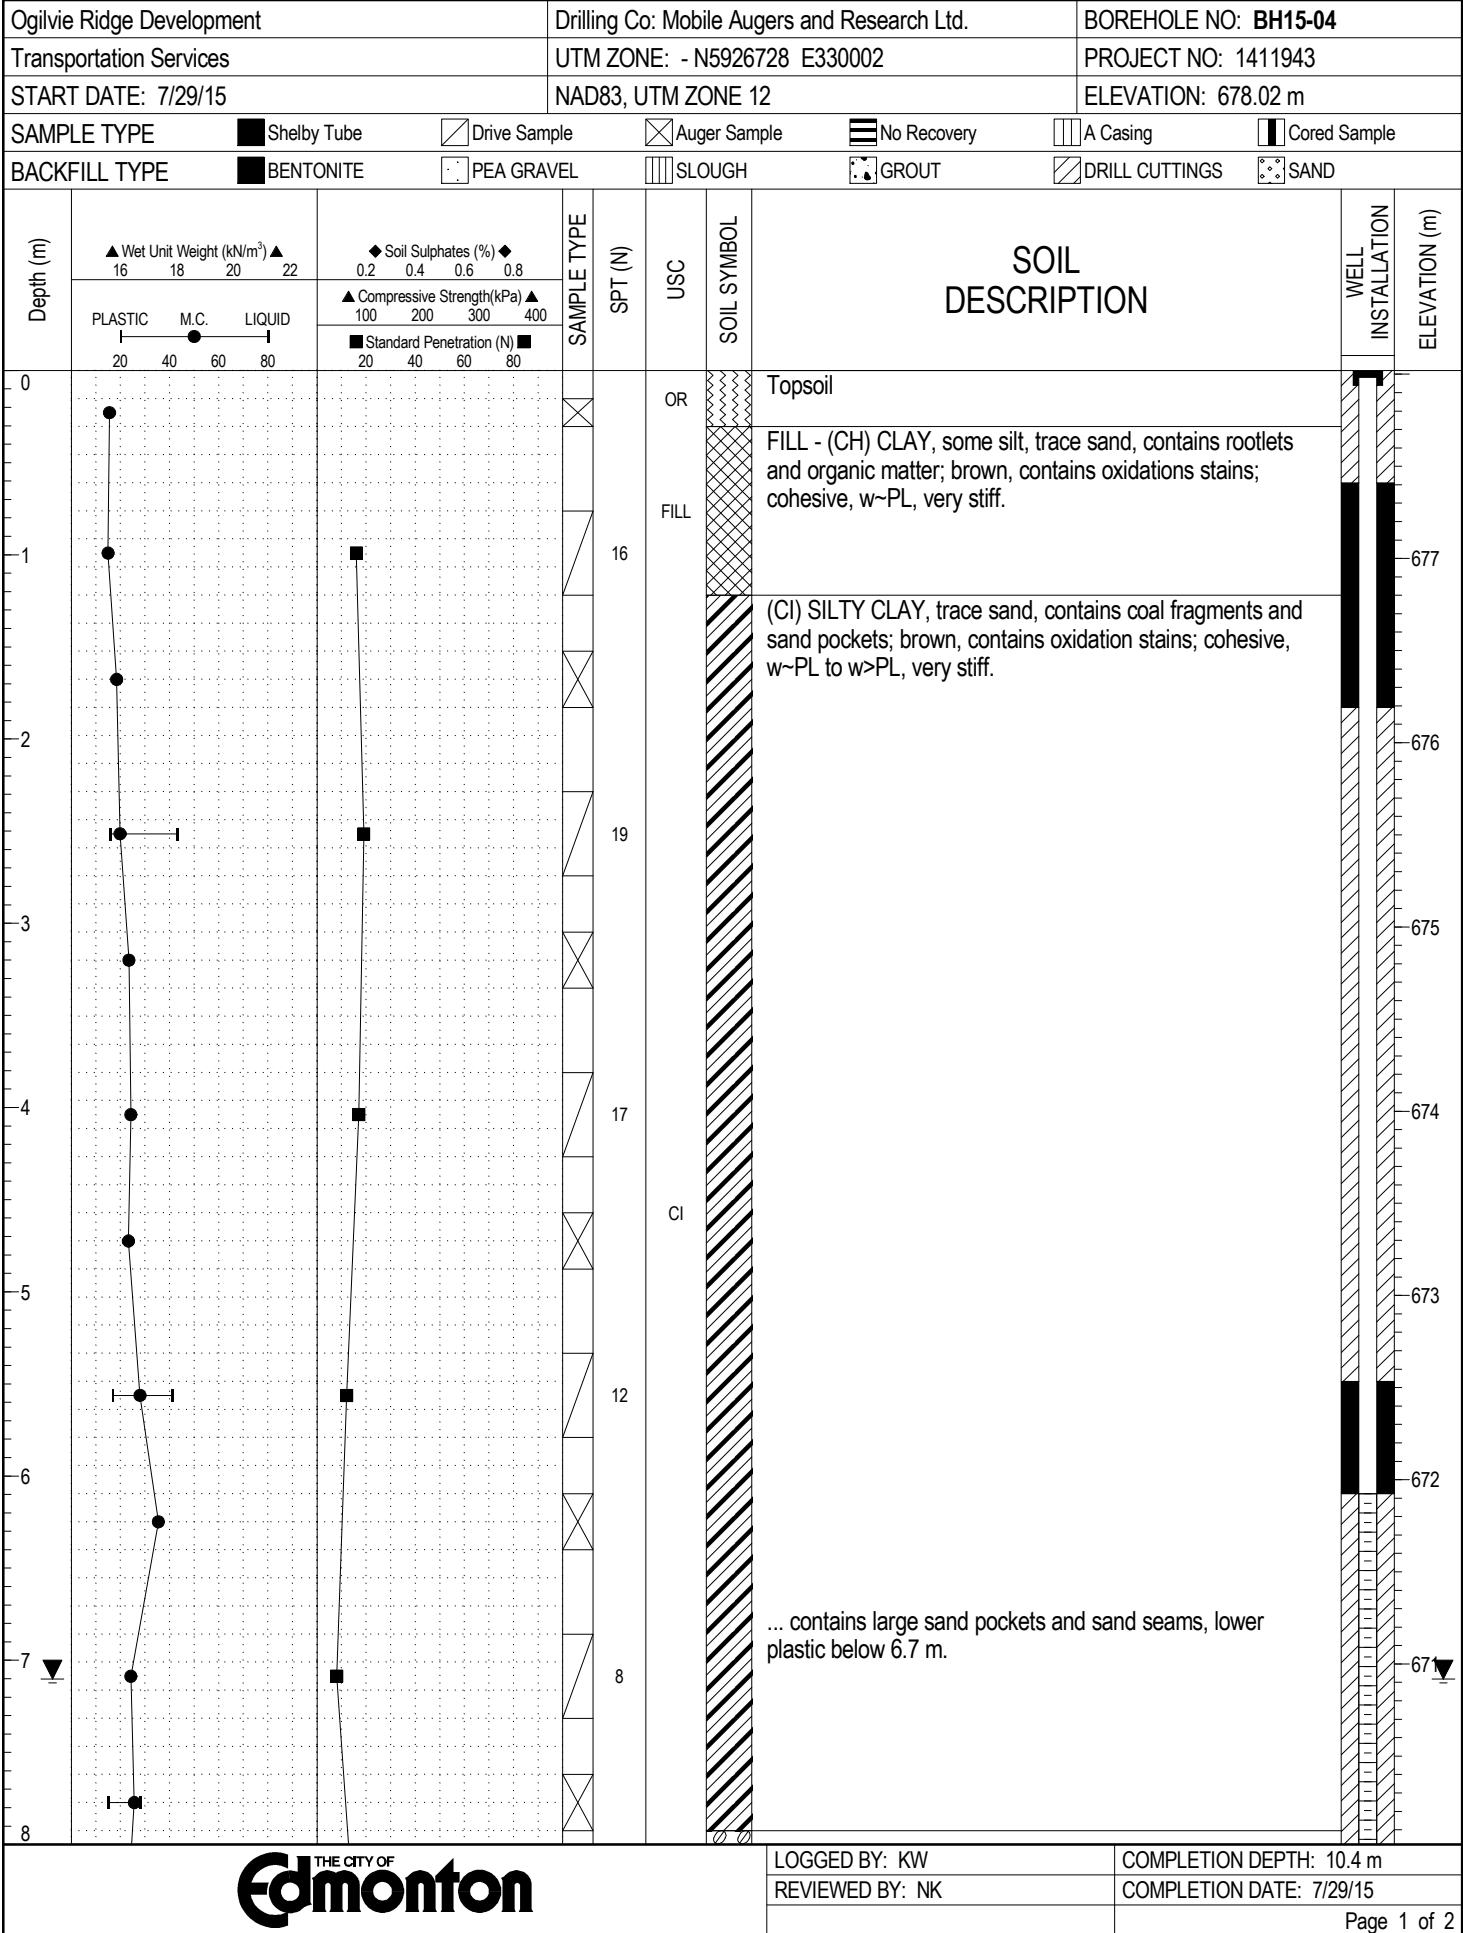 Ogilvie Ridge Development
Drilling Co: Mobile Augers and Research Ltd.
BOREHOLE NO: BH15-04
Transportation Services
UTM ZONE: - N5926728 E330002
PROJECT NO: 1411943
START DATE: 7/29/15
NAD83, UTM ZONE 12
ELEVATION: 678.02 m
SAMPLE TYPE
Shelby Tube
Drive Sample
Auger Sample
No Recovery
A Casing
Cored Sample
BACKFILL TYPE
BENTONITE
PEA GRAVEL
SLOUGH
GROUT
DRILL CUTTINGS
SAND
Depth (m)
▲ Wet Unit Weight (kN/m³) ▲
16 18 20 22
PLASTIC M.C. LIQUID
20 40 60 80
◆ Soil Sulphates (%) ◆
0.2 0.4 0.6 0.8
▲ Compressive Strength(kPa) ▲
100 200 300 400
■ Standard Penetration (N) ■
20 40 60 80
SAMPLE TYPE
SPT (N)
USC
SOIL SYMBOL
SOIL
DESCRIPTION
WELL
INSTALLATION
ELEVATION (m)
0
OR
Topsoil
FILL - (CH) CLAY, some silt, trace sand, contains rootlets
and organic matter; brown, contains oxidations stains;
cohesive, w~PL, very stiff.
FILL
1
16
677
(CI) SILTY CLAY, trace sand, contains coal fragments and
sand pockets; brown, contains oxidation stains; cohesive,
w~PL to w>PL, very stiff.
2
676
19
3
675
4
17
674
CI
5
673
12
6
672
... contains large sand pockets and sand seams, lower
plastic below 6.7 m.
7
8
671
8
THE CITY OF
Edmonton
LOGGED BY: KW
COMPLETION DEPTH: 10.4 m
REVIEWED BY: NK
COMPLETION DATE: 7/29/15
Page 1 of 2